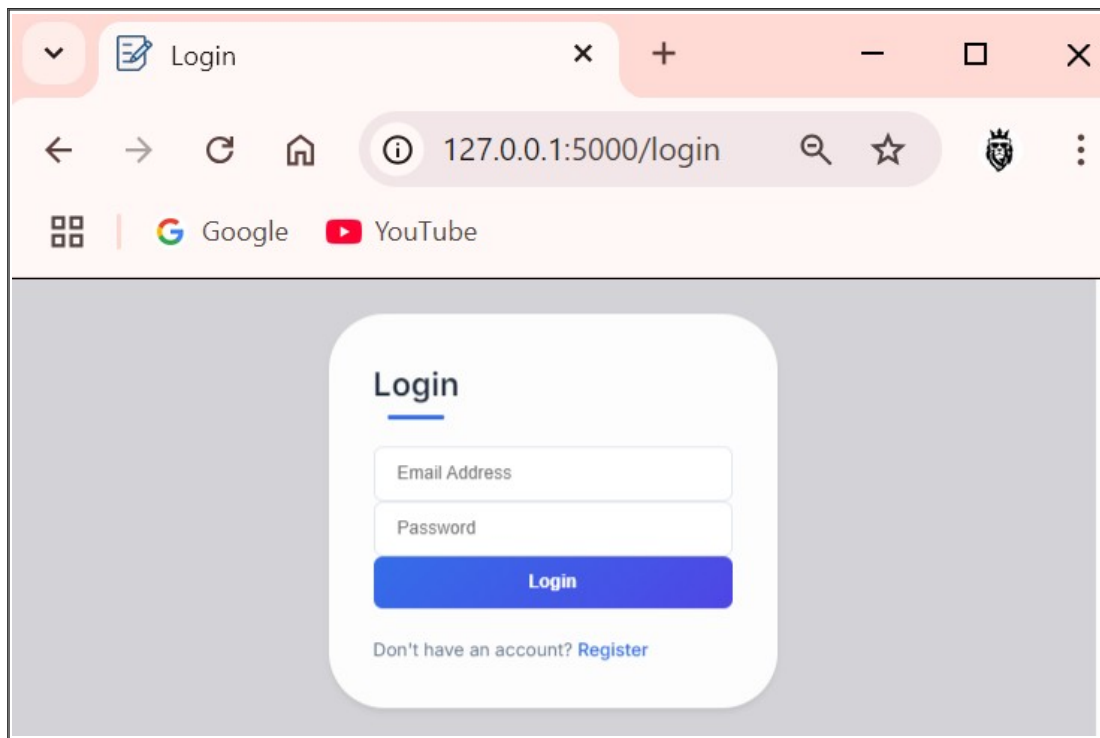 Login
127.0.0.1:5000/login
Google YouTube
Login
Email Address
Password
Login
Don't have an account? Register